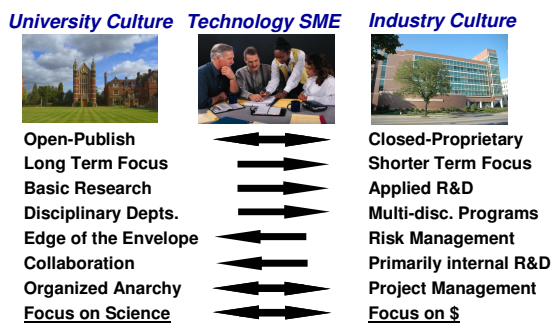 University Culture Technology SME Industry Culture
Open-Publish Closed-Proprietary
Long Term Focus Shorter Term Focus
Basic Research Applied R&D
Disciplinary Depts. Multi-disc. Programs
Edge of the Envelope Risk Management
Collaboration Primarily internal R&D
Organized Anarchy Project Management
Focus on Science Focus on $